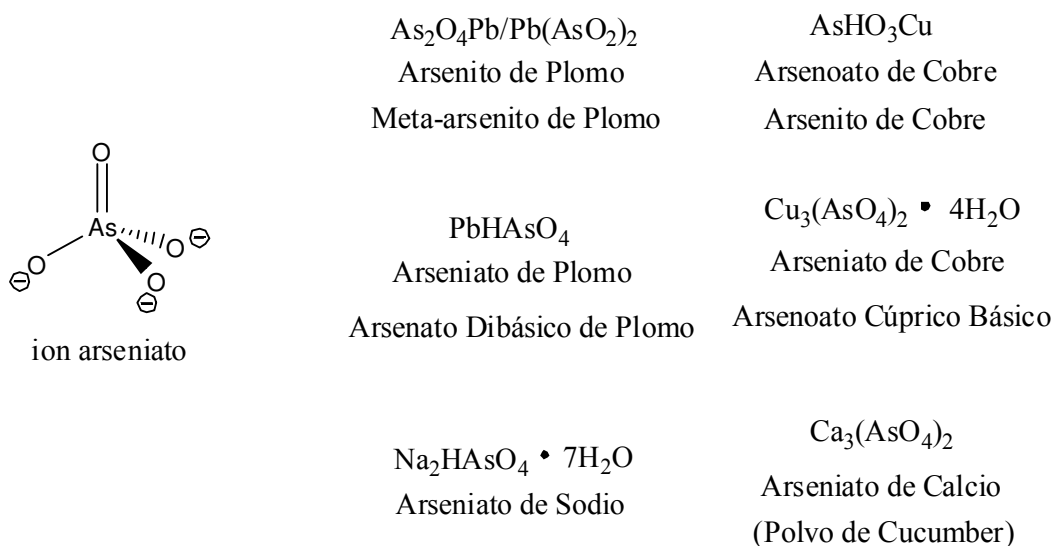 As₂O₄Pb/Pb(AsO₂)₂
Arsenito de Plomo
Meta-arsenito de Plomo
AsHO₃Cu
Arsenoato de Cobre
Arsenito de Cobre
O
As
O ⊖
O ⊖
O ⊖
ion arseniato
PbHAsO₄
Arseniato de Plomo
Arsenato Dibásico de Plomo
Cu₃(AsO₄)₂ • 4H₂O
Arseniato de Cobre
Arsenoato Cúprico Básico
Na₂HAsO₄ • 7H₂O
Arseniato de Sodio
Ca₃(AsO₄)₂
Arseniato de Calcio
(Polvo de Cucumber)